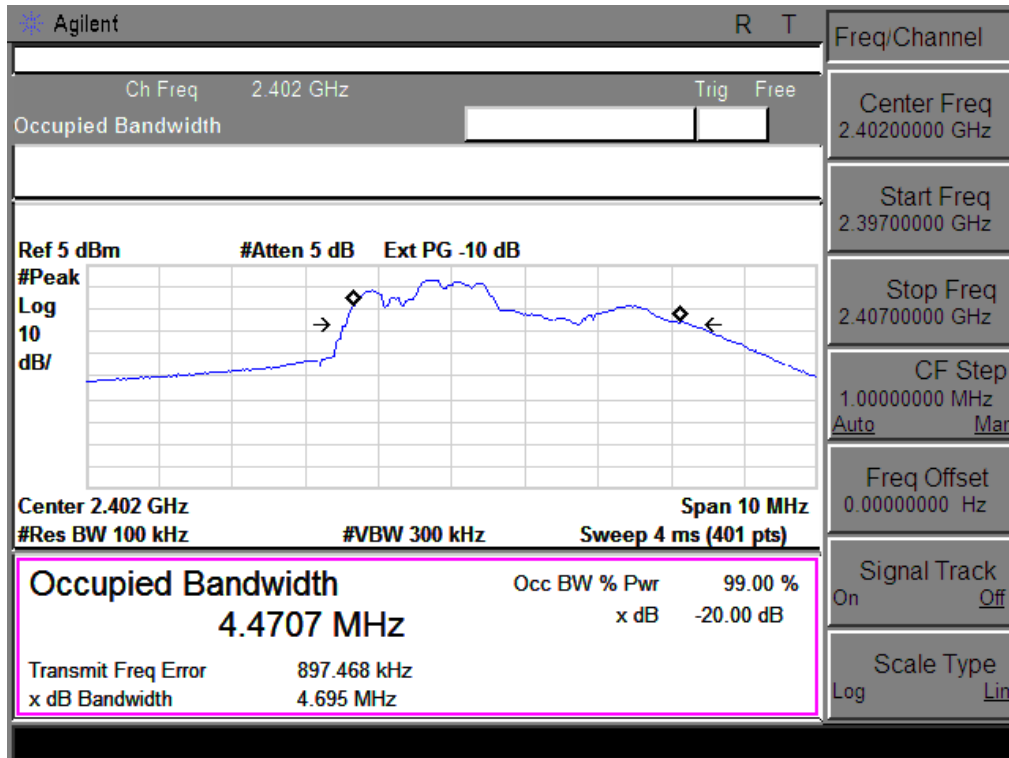 Agilent R T
Ch Freq 2.402 GHz Trig Free
Occupied Bandwidth
Ref 5 dBm #Atten 5 dB Ext PG -10 dB
#Peak
Log
10
dB/
Center 2.402 GHz Span 10 MHz
#Res BW 100 kHz #VBW 300 kHz Sweep 4 ms (401 pts)
Occupied Bandwidth
4.4707 MHz
Occ BW % Pwr 99.00 %
x dB -20.00 dB
Transmit Freq Error 897.468 kHz
x dB Bandwidth 4.695 MHz
Freq/Channel
Center Freq
2.40200000 GHz
Start Freq
2.39700000 GHz
Stop Freq
2.40700000 GHz
CF Step
1.00000000 MHz
Auto Man
Freq Offset
0.00000000 Hz
Signal Track
On Off
Scale Type
Log Lin